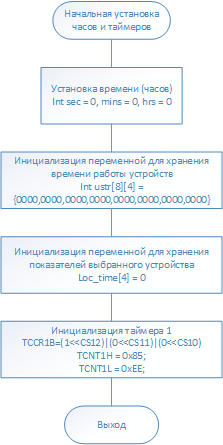 Начальная установка
часов и таймеров
Установка времени (часов)
Int sec = 0, mins = 0, hrs = 0
Инициализация переменной для хранения
времени работы устройств
Int ustr[8][4] =
{0000,0000,0000,0000,0000,0000,0000,0000}
Инициализация переменной для хранения
показателей выбранного устройства
Loc_time[4] = 0
Инициализация таймера 1
TCCR1B=(1<<CS12)|(0<<CS11)|(0<<CS10)
TCNT1H = 0x85;
TCNT1L = 0xEE;
Выход